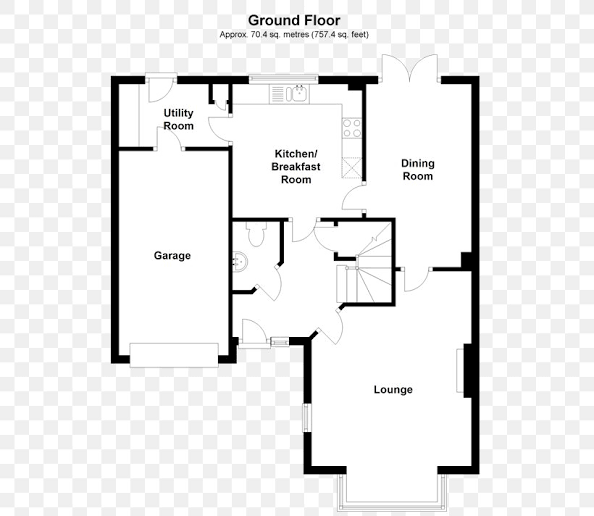 Ground Floor
Approx. 70.4 sq. metres (757.4 sq. feet)
Utility
Room
Kitchen/
Breakfast
Room
Dining
Room
Garage
Lounge